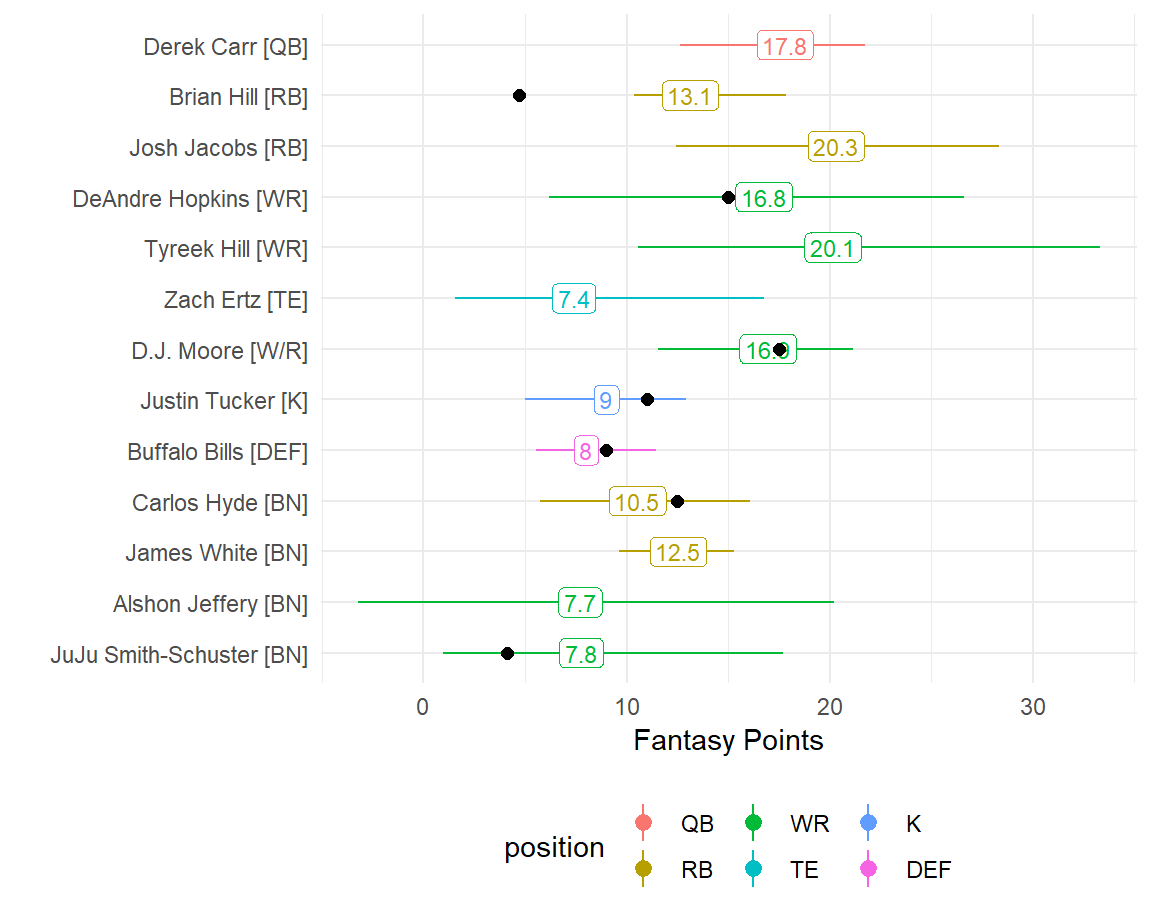 Derek Carr [QB] 17.8
Brian Hill [RB] 13.1
Josh Jacobs [RB] 20.3
DeAndre Hopkins [WR] 16.8
Tyreek Hill [WR] 20.1
Zach Ertz [TE] 7.4
D.J. Moore [W/R]
Justin Tucker [K] 9
Buffalo Bills [DEF] 8
Carlos Hyde [BN] 10.5
James White [BN] 12.5
Alshon Jeffery [BN] 7.7
JuJu Smith-Schuster [BN] 7.8
0 10 20 30
Fantasy Points
position
QB WR K
RB TE DEF